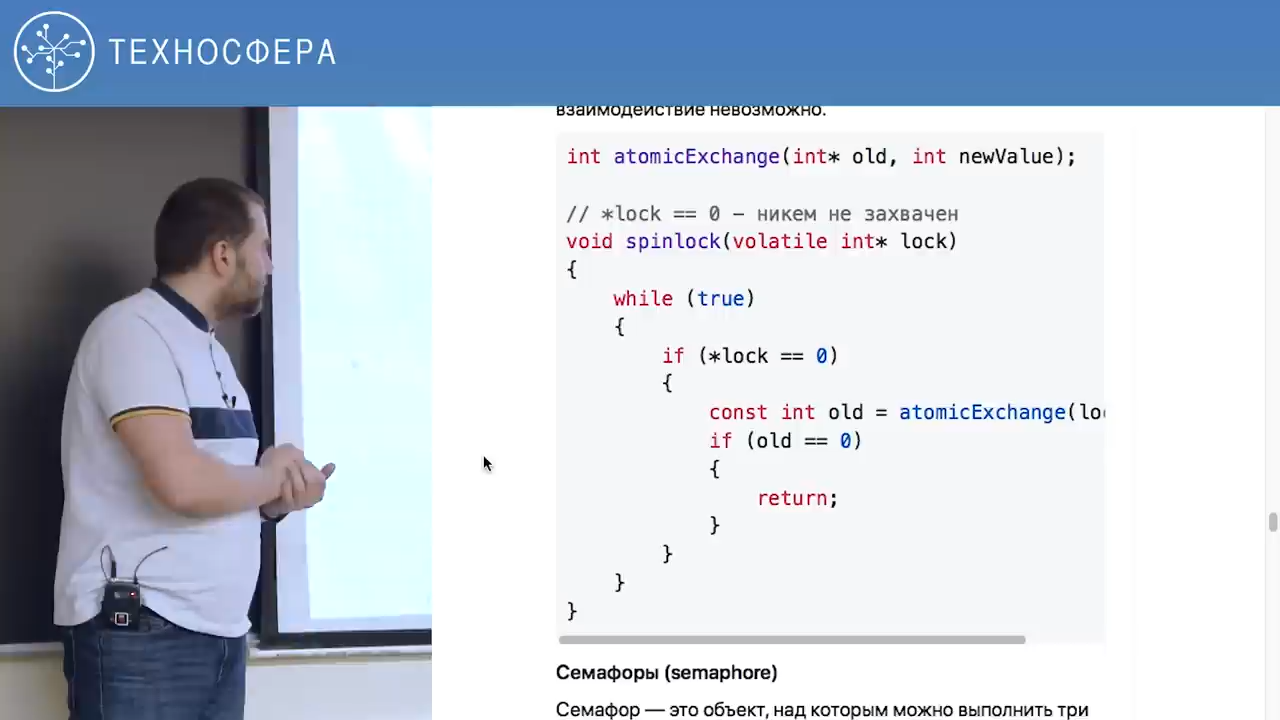 ТЕХНОСФЕРА
взаимодействие невозможно.
int atomicExchange(int* old, int newValue);
// *lock == 0 – никем не захвачен
void spinlock(volatile int* lock)
{
while (true)
{
if (*lock == 0)
{
const int old = atomicExchange(loc
if (old == 0)
{
return;
}
}
}
}
Семафоры (semaphore)
Семафор — это объект, над которым можно выполнить три